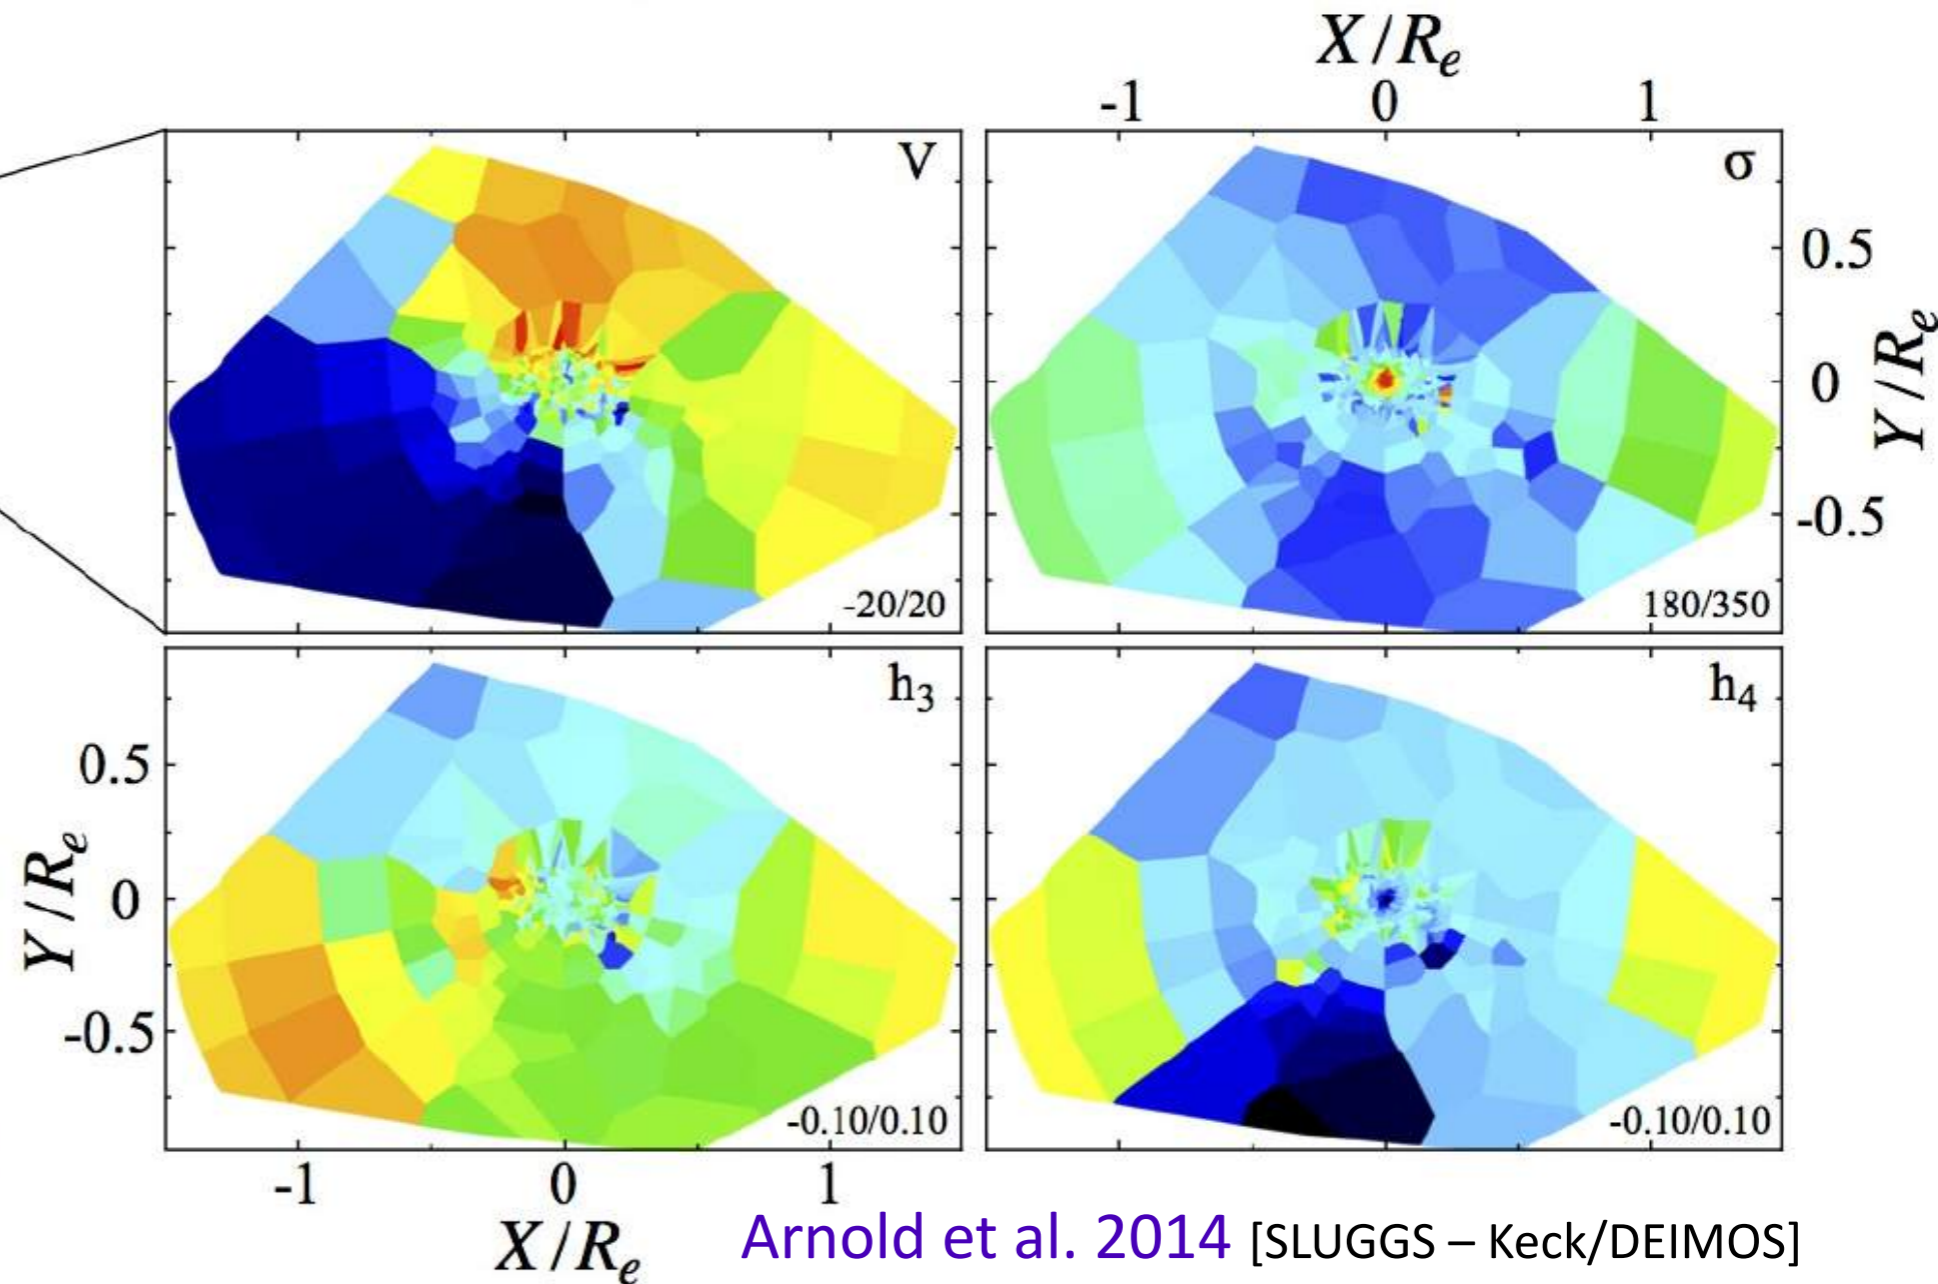 X/Re
-1 0 1
V
-20/20
σ
180/350
0.5
0
-0.5
Y/Re
h3
-0.10/0.10
h4
-0.10/0.10
0.5
0
-0.5
Y/Re
-1 0 1
X/Re
Arnold et al. 2014 [SLUGGS – Keck/DEIMOS]